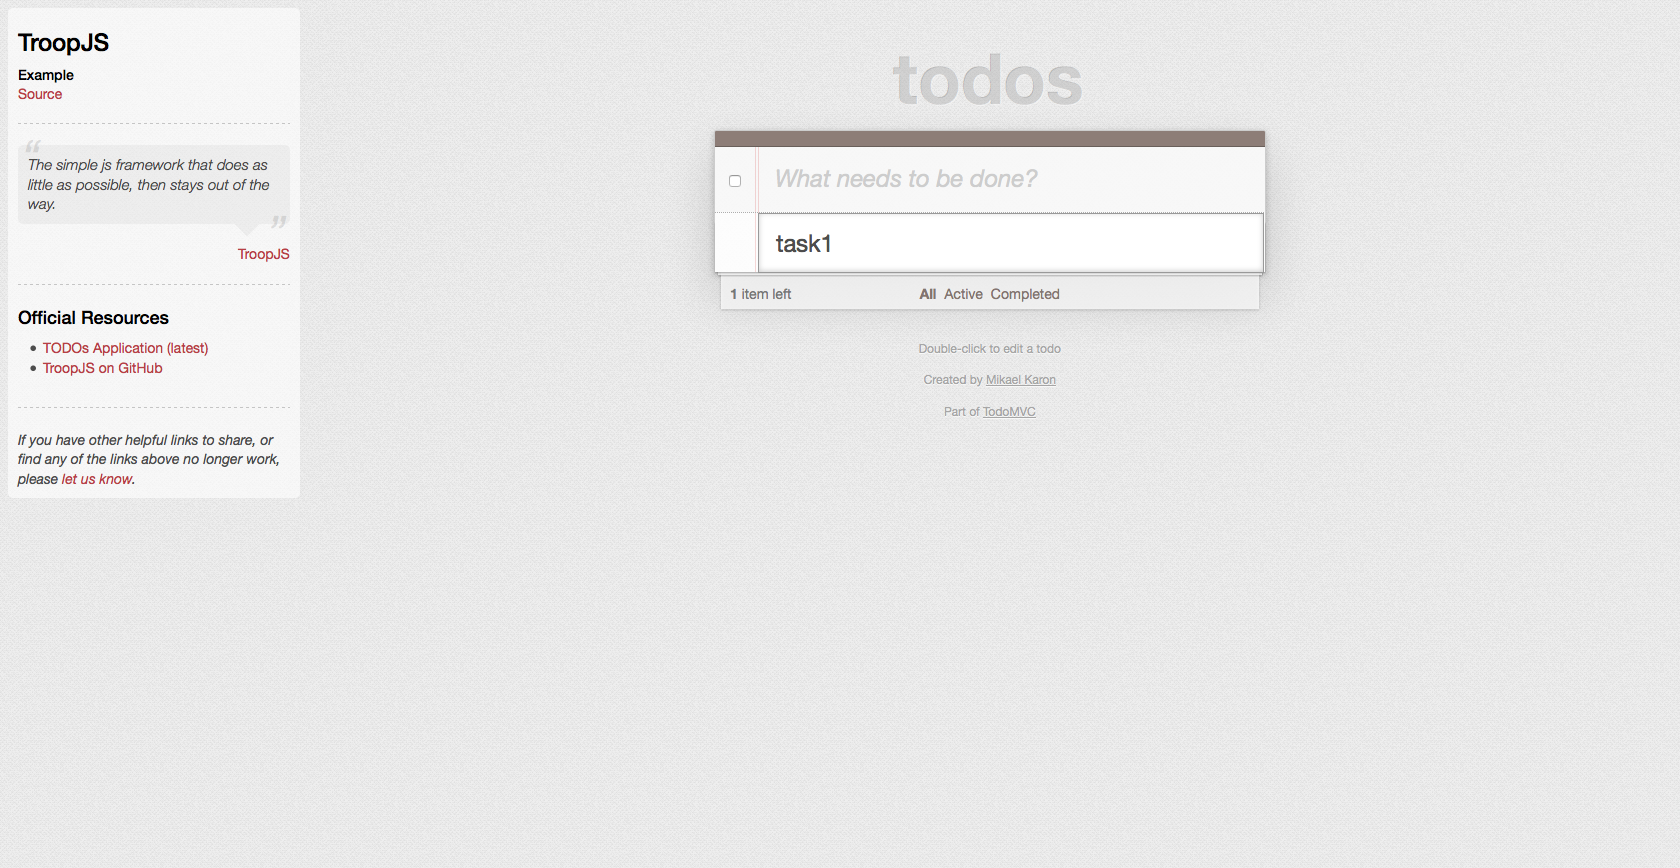 TroopJS
Example
Source
“
The simple js framework that does as
little as possible, then stays out of the
way.
”
TroopJS
Official Resources
• TODOs Application (latest)
• TroopJS on GitHub
If you have other helpful links to share, or
find any of the links above no longer work,
please let us know.
todos
What needs to be done?
task1
1 item left All Active Completed
Double-click to edit a todo
Created by Mikael Karon
Part of TodoMVC